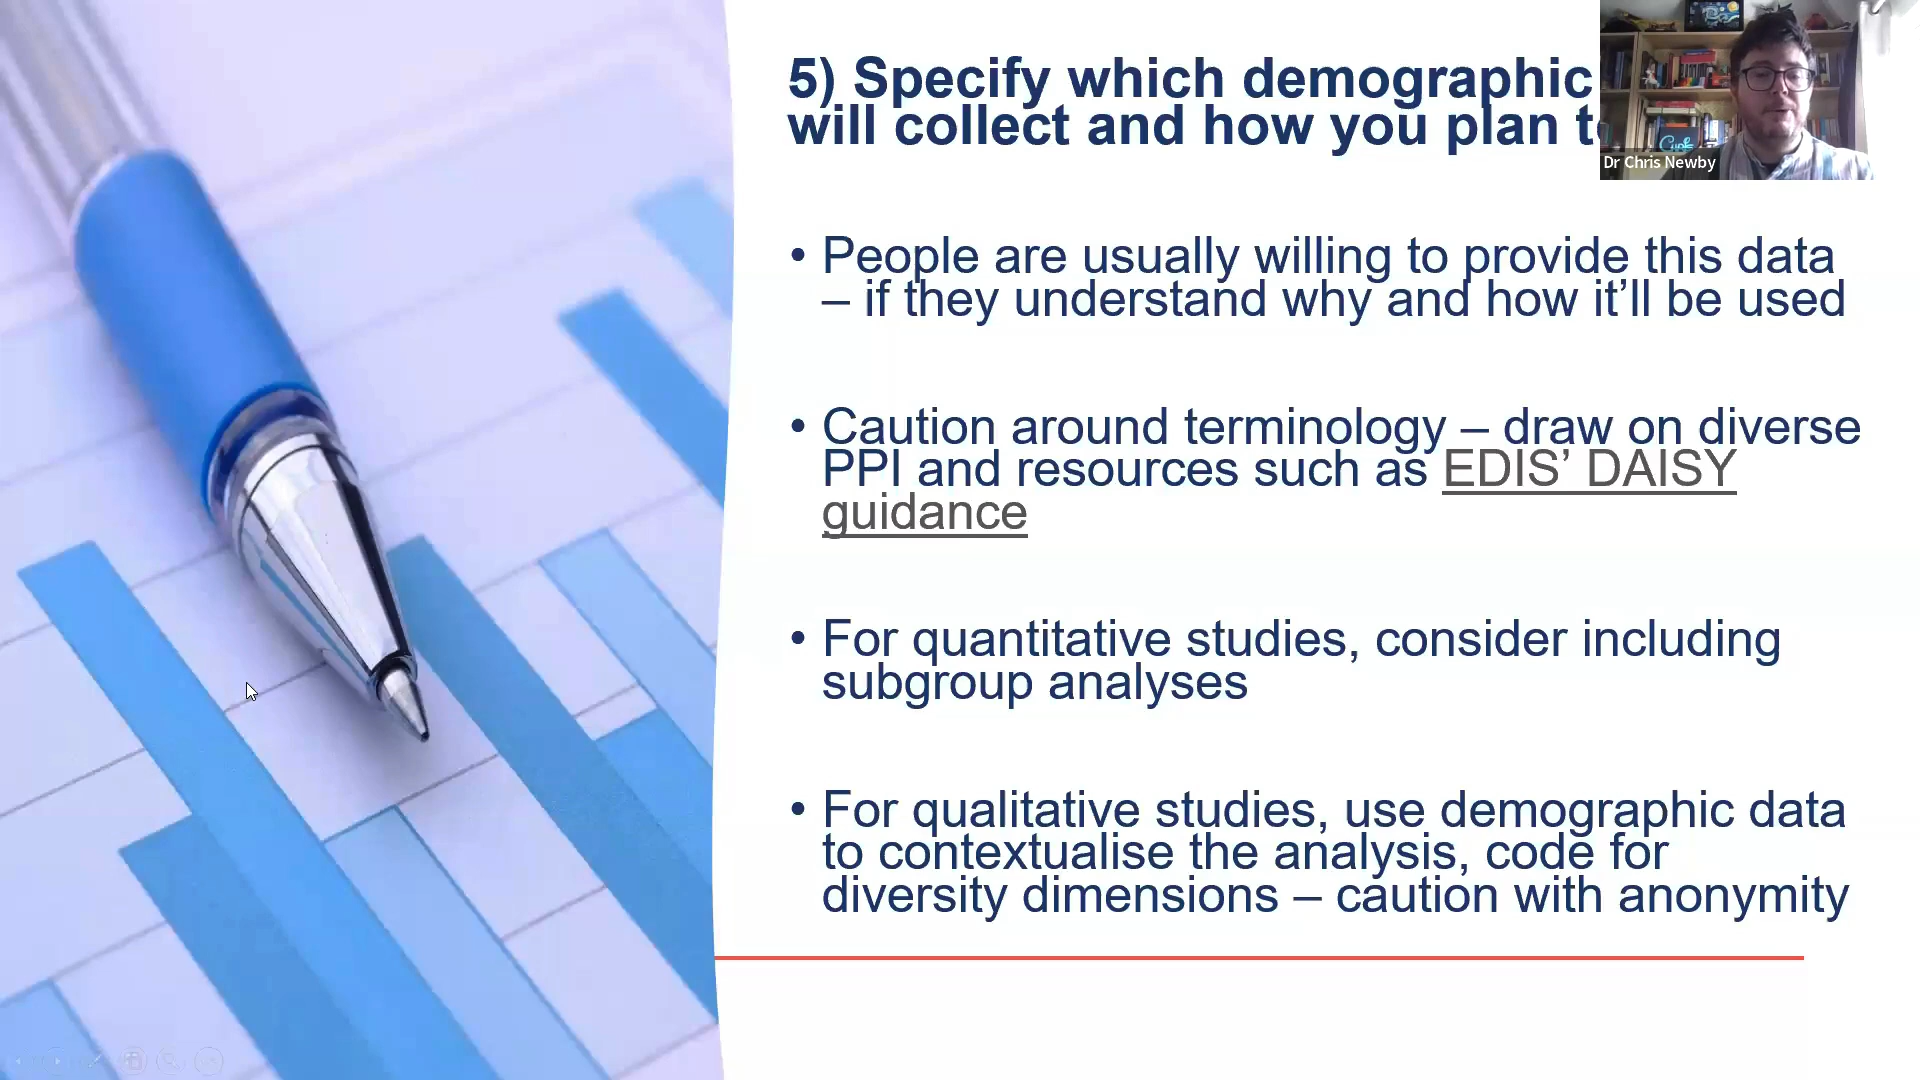 5) Specify which demographic
will collect and how you plan
Dr Chris Newby
• People are usually willing to provide this data
– if they understand why and how it’ll be used
• Caution around terminology – draw on diverse
PPI and resources such as EDIS’ DAISY
guidance
• For quantitative studies, consider including
subgroup analyses
• For qualitative studies, use demographic data
to contextualise the analysis, code for
diversity dimensions – caution with anonymity